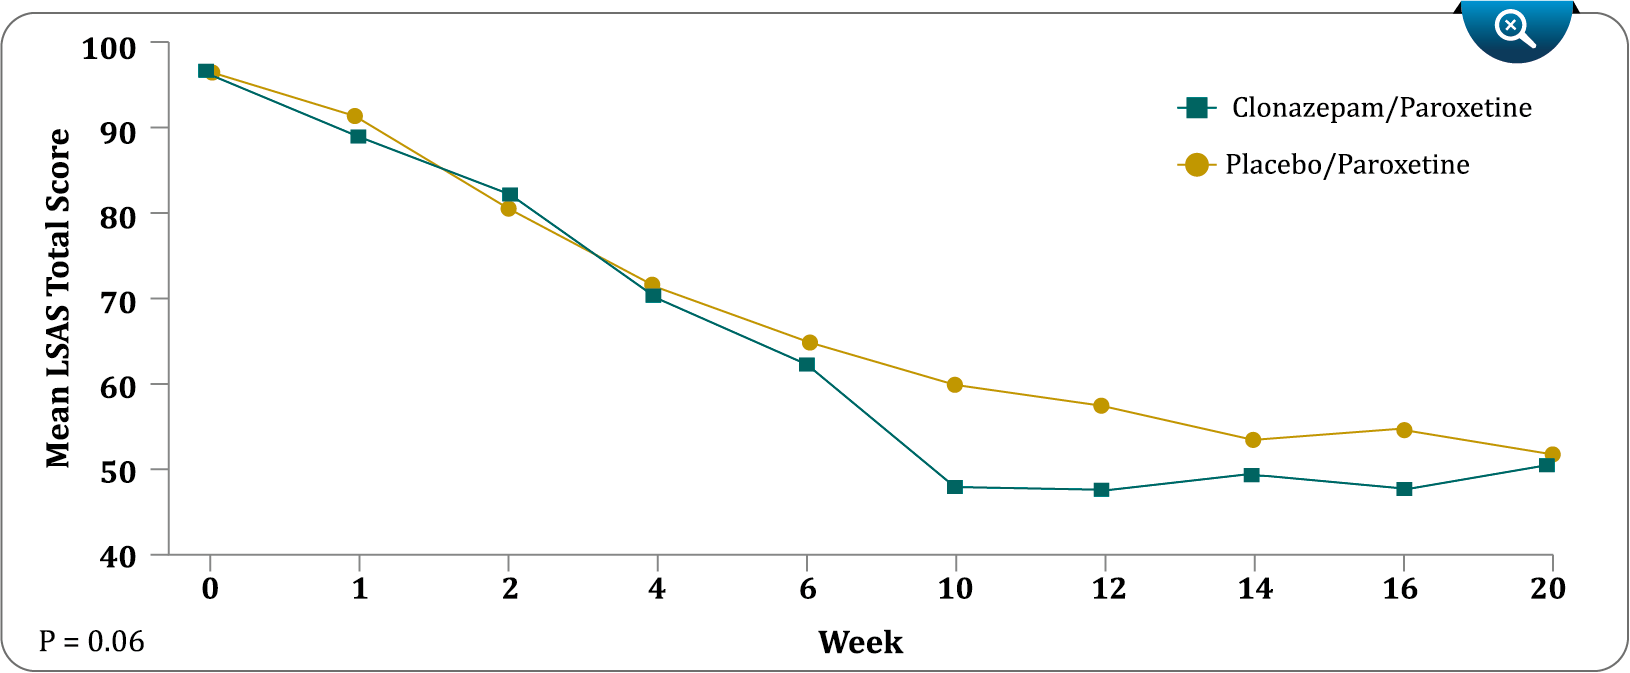 100
90
80
70
60
50
40
Mean LSAS Total Score
Clonazepam/Paroxetine
Placebo/Paroxetine
0 1 2 4 6 10 12 14 16 20
Week
P = 0.06